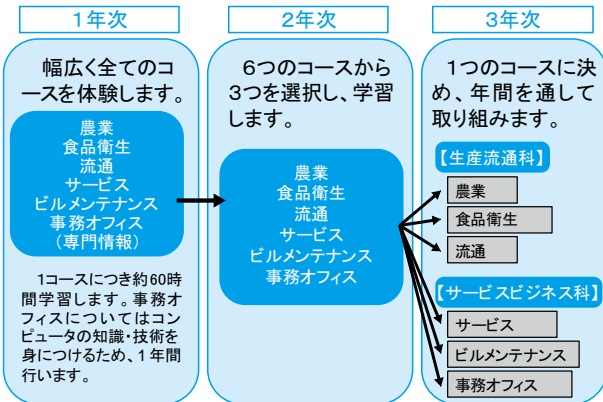 1年次
幅広く全てのコ
ースを体験します。
農業
食品衛生
流通
サービス
ビルメンテナンス
事務オフィス
(専門情報)
1コースにつき約60時
間学習します。事務オ
フィスについてはコン
ピュータの知識・技術を
身につけるため、1年間
行います。
2年次
6つのコースから
3つを選択し、学習
します。
農業
食品衛生
流通
サービス
ビルメンテナンス
事務オフィス
3年次
1つのコースに決
め、年間を通して
取り組みます。
【生産流通科】
農業
食品衛生
流通
【サービスビジネス科】
サービス
ビルメンテナンス
事務オフィス